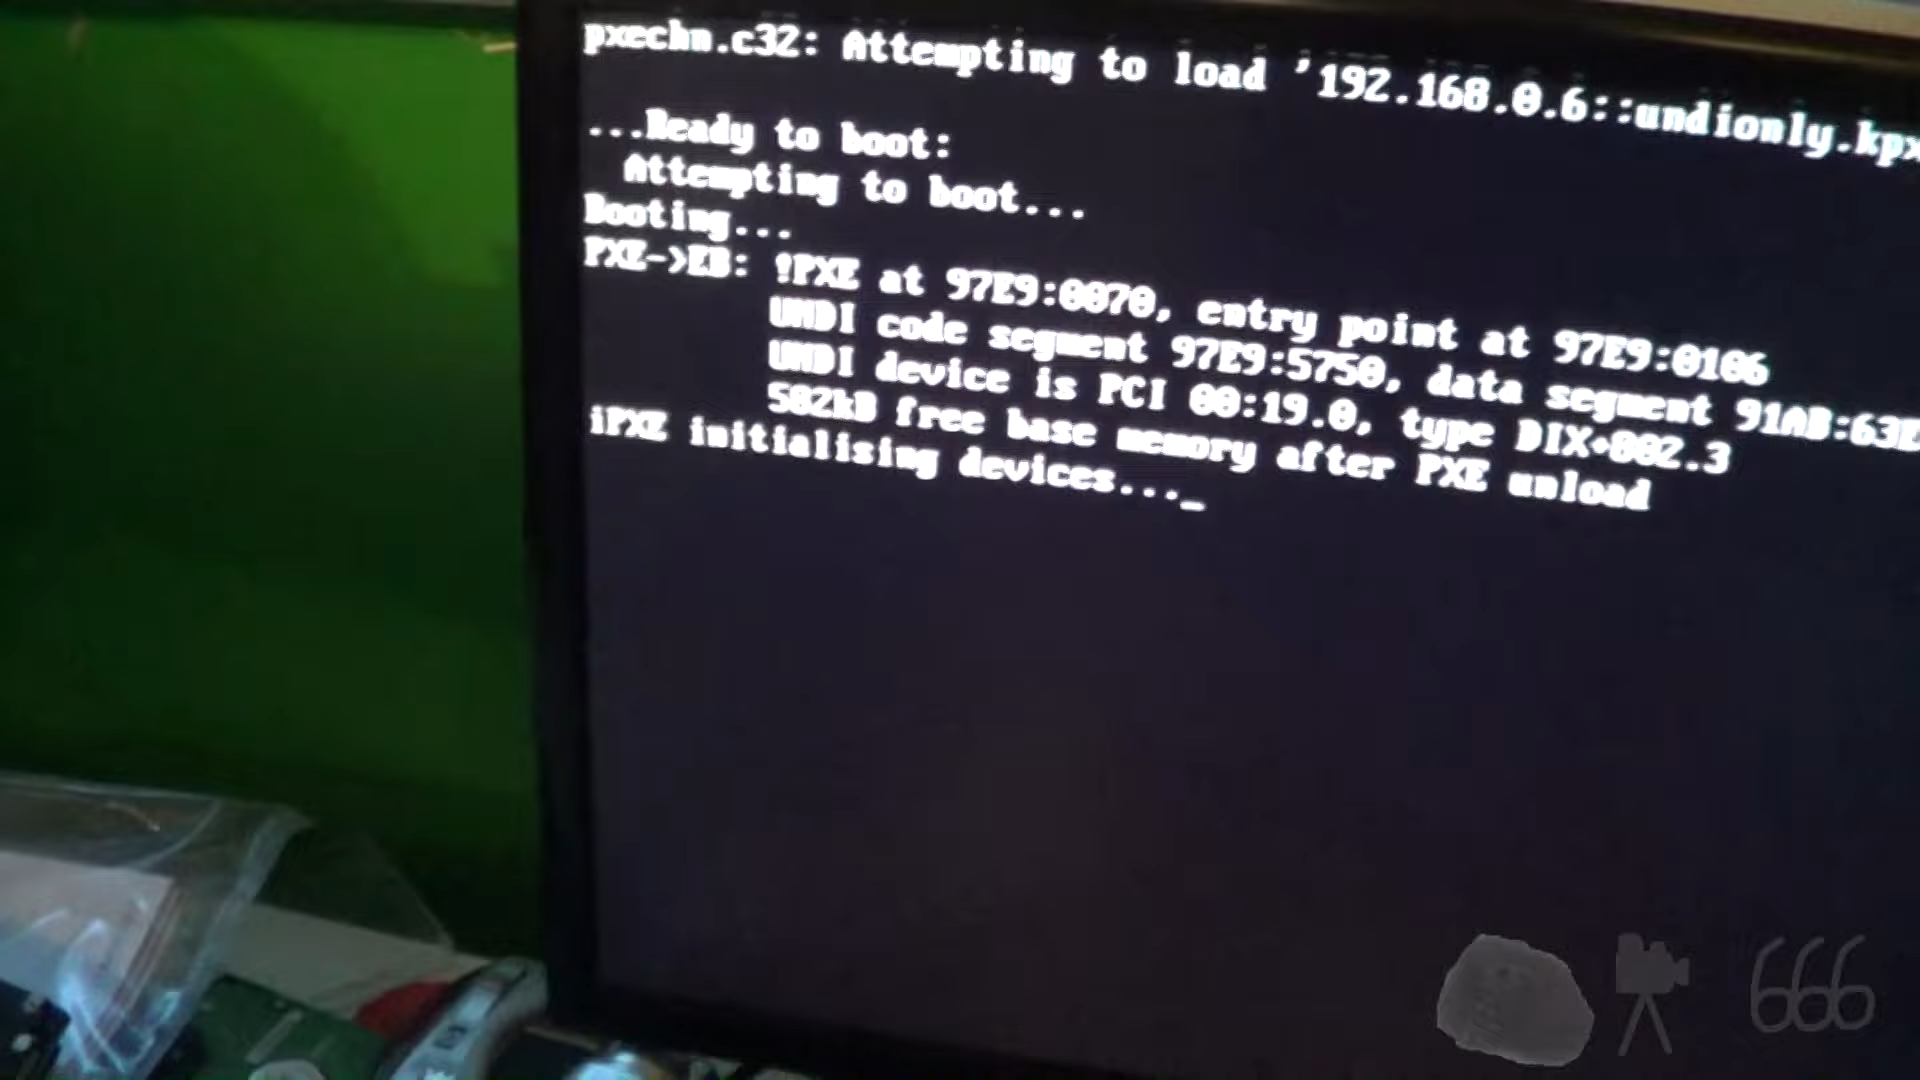 pxechn.c32: Attempting to load '192.168.0.6::undionly.kpx
...Ready to boot:
Attempting to boot...
Booting...
PXE->EB: !PXE at 97E9:0070, entry point at 97E9:0106
UNDI code segment 97E9:5750, data segment 91AB:63E
UNDI device is PCI 00:19.0, type DIX+802.3
582kB free base memory after PXE unload
iPXE initialising devices..._
666